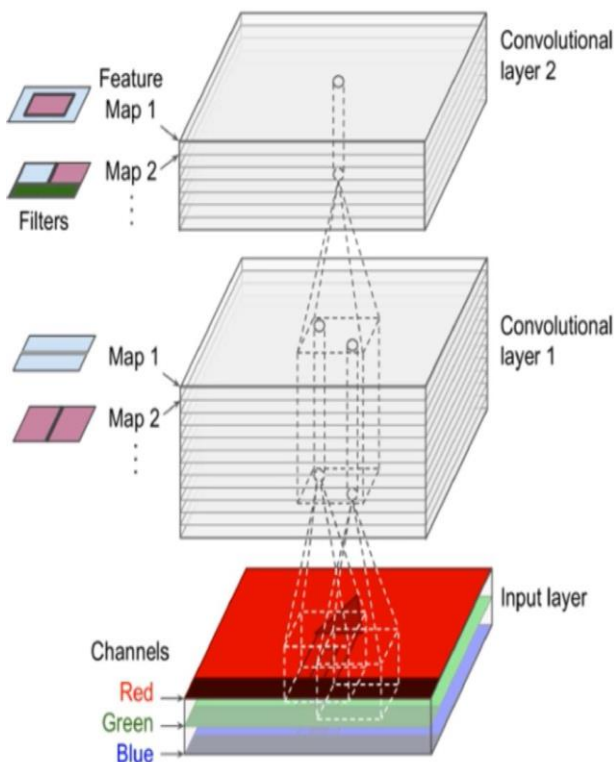 Convolutional
layer 2
Feature
Map 1
Map 2
Filters
Convolutional
layer 1
Map 1
Map 2
Input layer
Channels
Red
Green
Blue